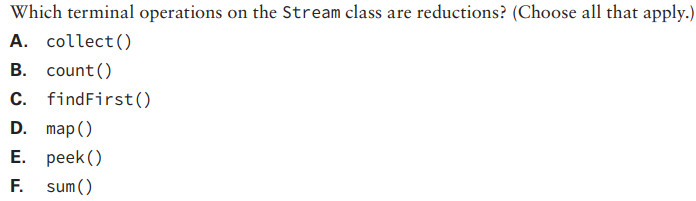 Which terminal operations on the Stream class are reductions? (Choose all that apply.)
A. collect()
B. count()
C. findFirst()
D. map()
E. peek()
F. sum()